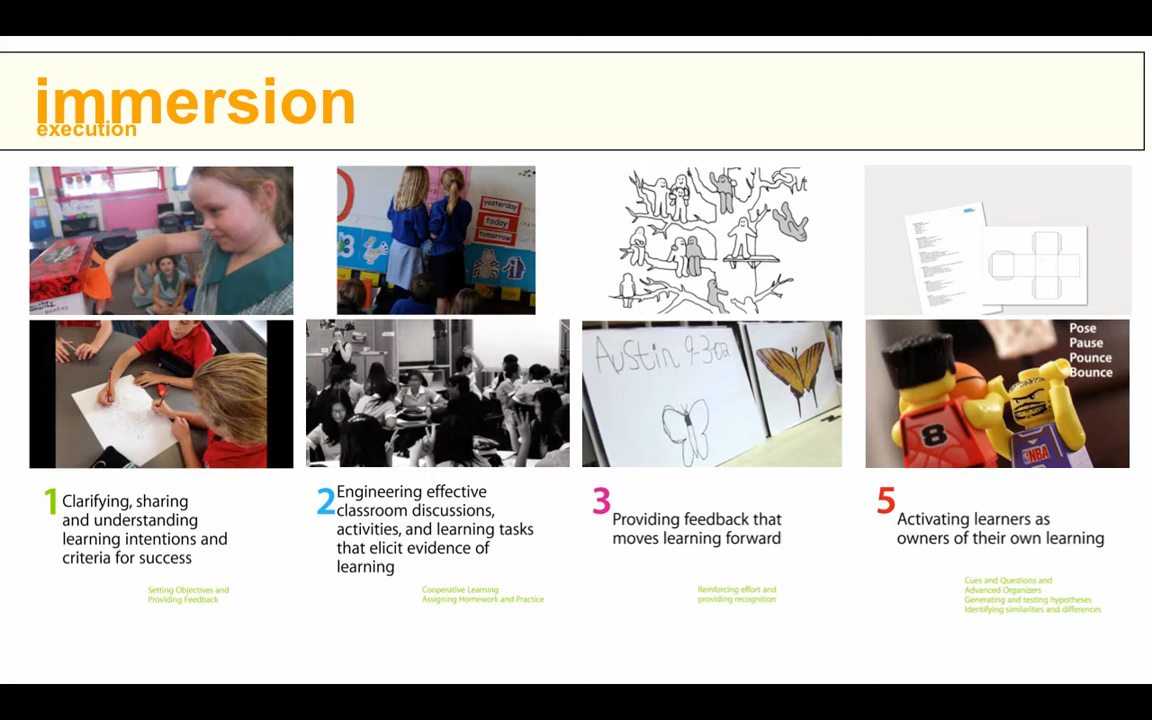 immersion
execution
yesterday
today
tomorrow
Austin 9-3-02
Pose
Pause
Pounce
Bounce
8
NBA
1
Clarifying, sharing
and understanding
learning intentions and
criteria for success
Setting Objectives and
Providing Feedback
2
Engineering effective
classroom discussions,
activities, and learning tasks
that elicit evidence of
learning
Cooperative Learning
Assigning Homework and Practice
3
Providing feedback that
moves learning forward
Reinforcing effort and
providing recognition
5
Activating learners as
owners of their own learning
Cues and Questions and
Advanced Organizers
Generating and testing hypotheses
Identifying similarities and differences